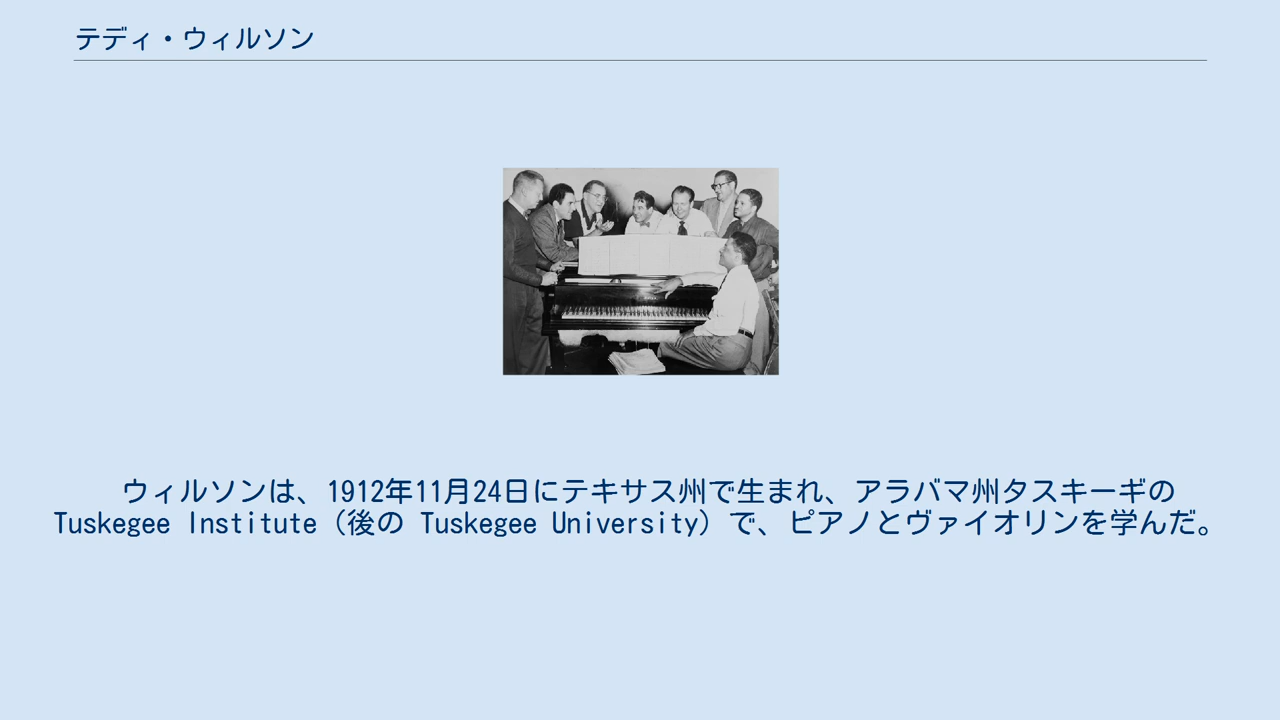 テディ・ウィルソン
ウィルソンは、1912年11月24日にテキサス州で生まれ、アラバマ州タスキーギの
Tuskegee Institute（後の Tuskegee University）で、ピアノとヴァイオリンを学んだ。